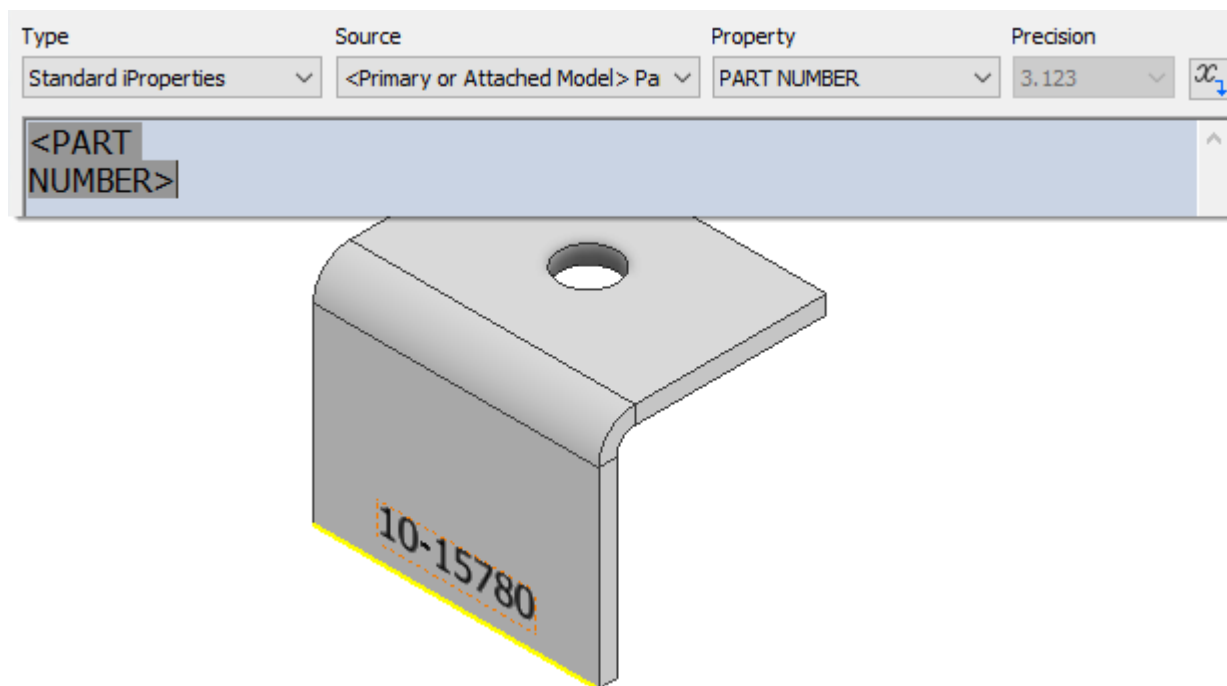 Type Source Property Precision
Standard iProperties <Primary or Attached Model> Pa PART NUMBER 3.123 x
<PART
NUMBER>
10-15780